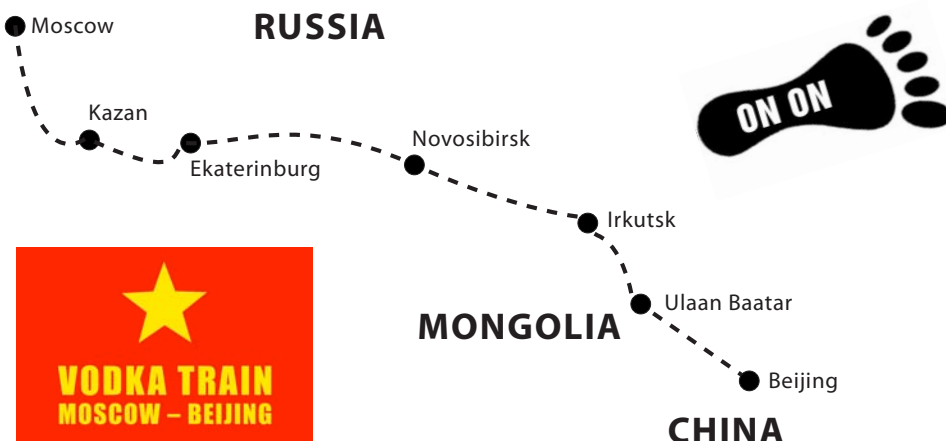 RUSSIA
Moscow
ON ON
Kazan
Novosibirsk
Ekaterinburg
Irkutsk
Ulaan Baatar
MONGOLIA
VODKA TRAIN
MOSCOW – BEIJING
Beijing
CHINA